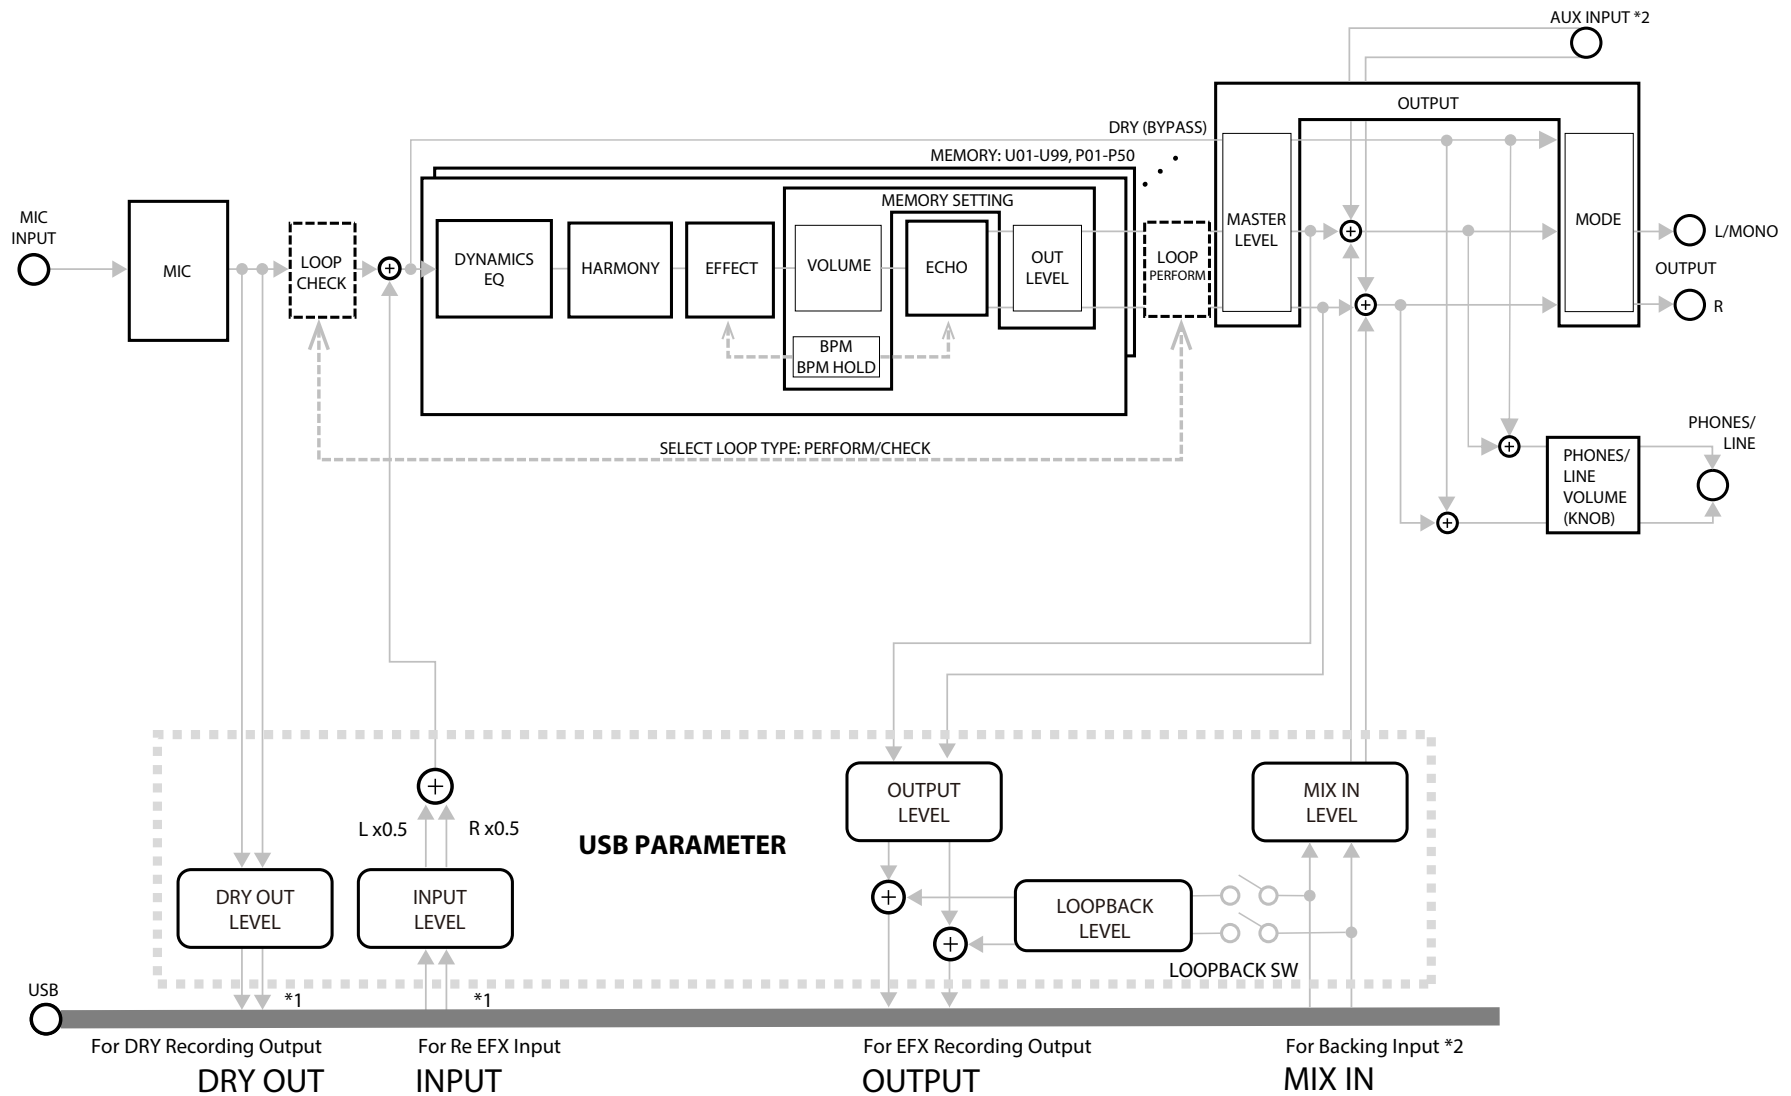 AUX INPUT *2
OUTPUT
DRY (BYPASS)
MEMORY: U01-U99, P01-P50
MEMORY SETTING
MIC
INPUT
MIC
LOOP
CHECK
+
DYNAMICS
EQ
HARMONY
EFFECT
VOLUME
ECHO
OUT
LEVEL
BPM
BPM HOLD
LOOP
PERFORM
MASTER
LEVEL
+
+
MODE
L/MONO
OUTPUT
R
SELECT LOOP TYPE: PERFORM/CHECK
+
+
PHONES/
LINE
VOLUME
(KNOB)
PHONES/
LINE
+
L x0.5
R x0.5
USB PARAMETER
OUTPUT
LEVEL
MIX IN
LEVEL
DRY OUT
LEVEL
INPUT
LEVEL
+
+
LOOPBACK
LEVEL
LOOPBACK SW
USB
*1
*1
For DRY Recording Output
DRY OUT
For Re EFX Input
INPUT
For EFX Recording Output
OUTPUT
For Backing Input *2
MIX IN